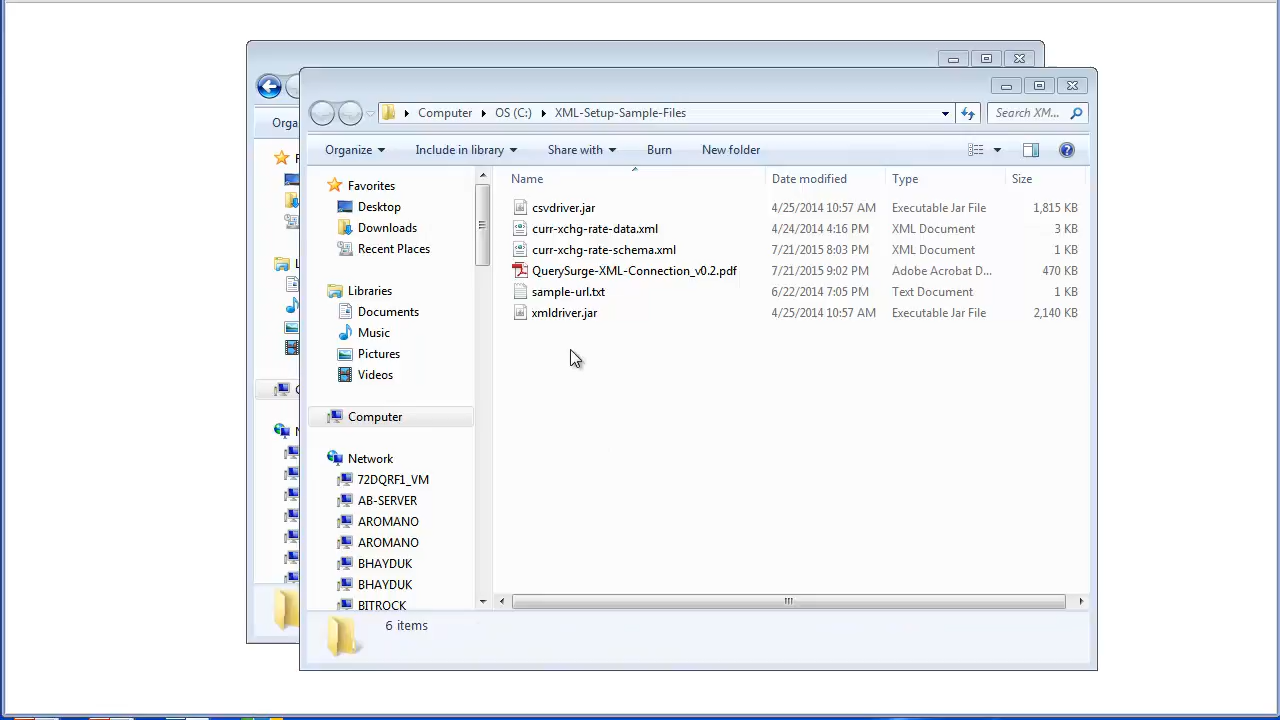 Computer OS (C:) XML-Setup-Sample-Files Search XM...
Orga
Organize Include in library Share with Burn New folder
Favorites
Desktop
Downloads
Recent Places
Libraries
Documents
Music
Pictures
Videos
Computer
Network
72DQRF1_VM
AB-SERVER
AROMANO
AROMANO
BHAYDUK
BHAYDUK
BITROCK
Name Date modified Type Size
csvdriver.jar 4/25/2014 10:57 AM Executable Jar File 1,815 KB
curr-xchg-rate-data.xml 4/24/2014 4:16 PM XML Document 3 KB
curr-xchg-rate-schema.xml 7/21/2015 8:03 PM XML Document 1 KB
QuerySurge-XML-Connection_v0.2.pdf 7/21/2015 9:02 PM Adobe Acrobat D... 470 KB
sample-url.txt 6/22/2014 7:05 PM Text Document 1 KB
xmldriver.jar 4/25/2014 10:57 AM Executable Jar File 2,140 KB
6 items